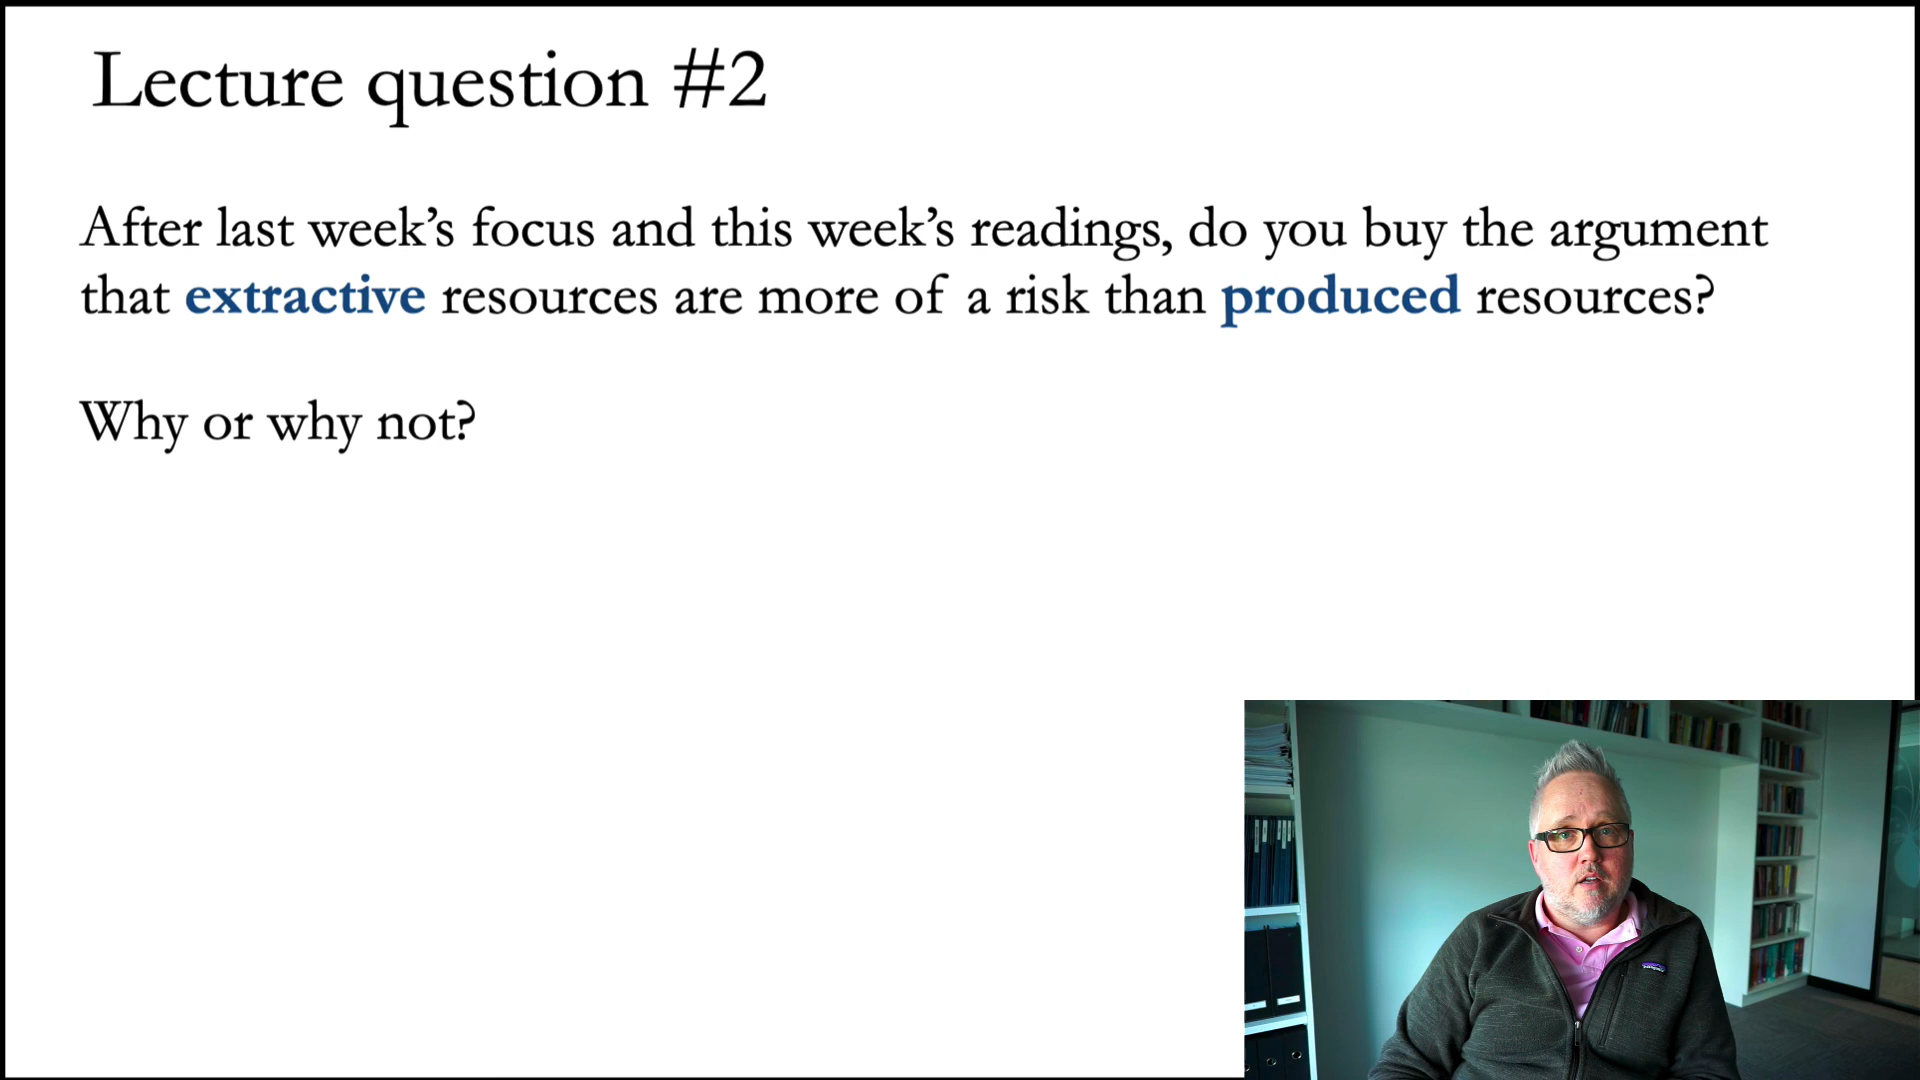 Lecture question #2
After last week’s focus and this week’s readings, do you buy the argument
that extractive resources are more of a risk than produced resources?
Why or why not?